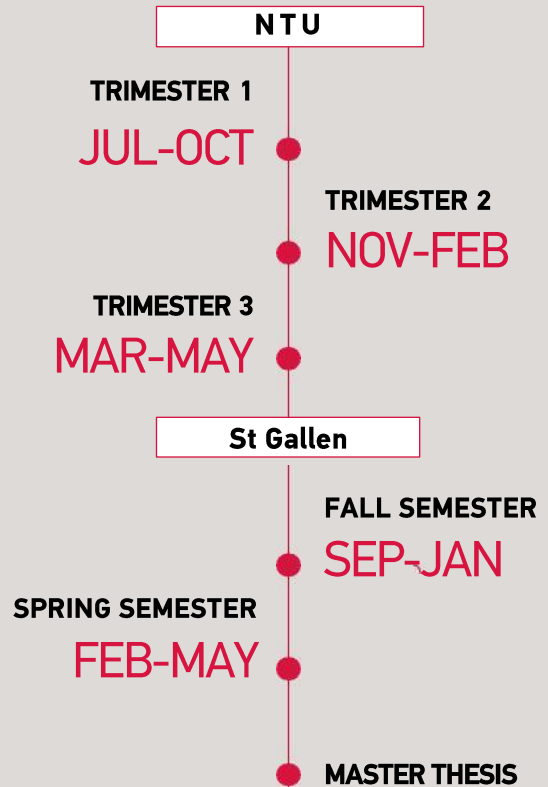 NTU
TRIMESTER 1
JUL-OCT
TRIMESTER 2
NOV-FEB
TRIMESTER 3
MAR-MAY
St Gallen
FALL SEMESTER
SEP-JAN
SPRING SEMESTER
FEB-MAY
MASTER THESIS